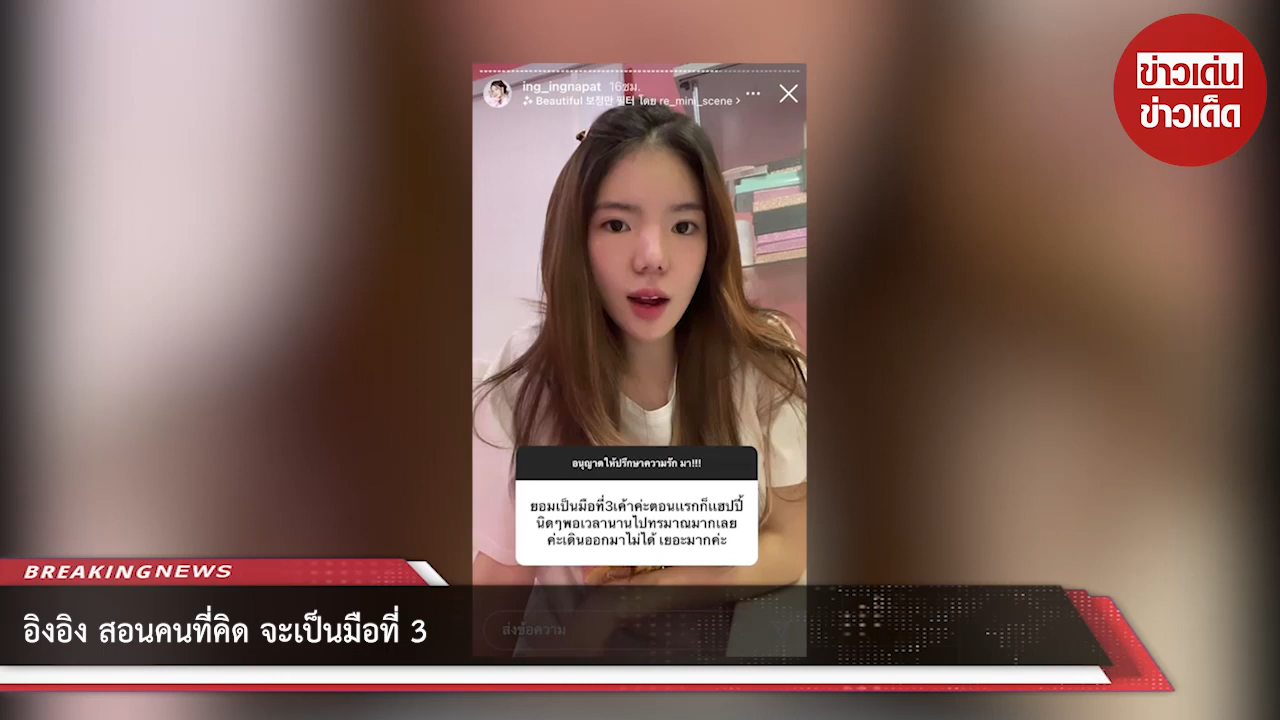 ข่าวเด่น
ข่าวเด็ด
ing_ingnapat 16ชม.
Beautiful 보정만 필터 โดย re_mini_scene >
อนุญาตให้ปรึกษาความรัก มา!!!
ยอมเป็นมือที่3เค้าค่ะตอนแรกก็แฮปปี้
นิดๆพอเวลานานไปทรมาณมากเลย
ค่ะเดินออกมาไม่ได้ เยอะมากค่ะ
BREAKINGNEWS
อิงอิง สอนคนที่คิด จะเป็นมือที่ 3
ส่งข้อความ